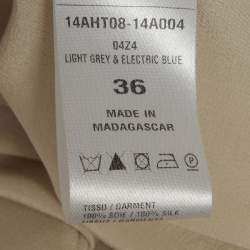 14AHT08-14A004
04Z4
LIGHT GREY & ELECTRIC BLUE
36
MADE IN
MADAGASCAR
TISSU / GARMENT
100% SOIE / 100% SILK